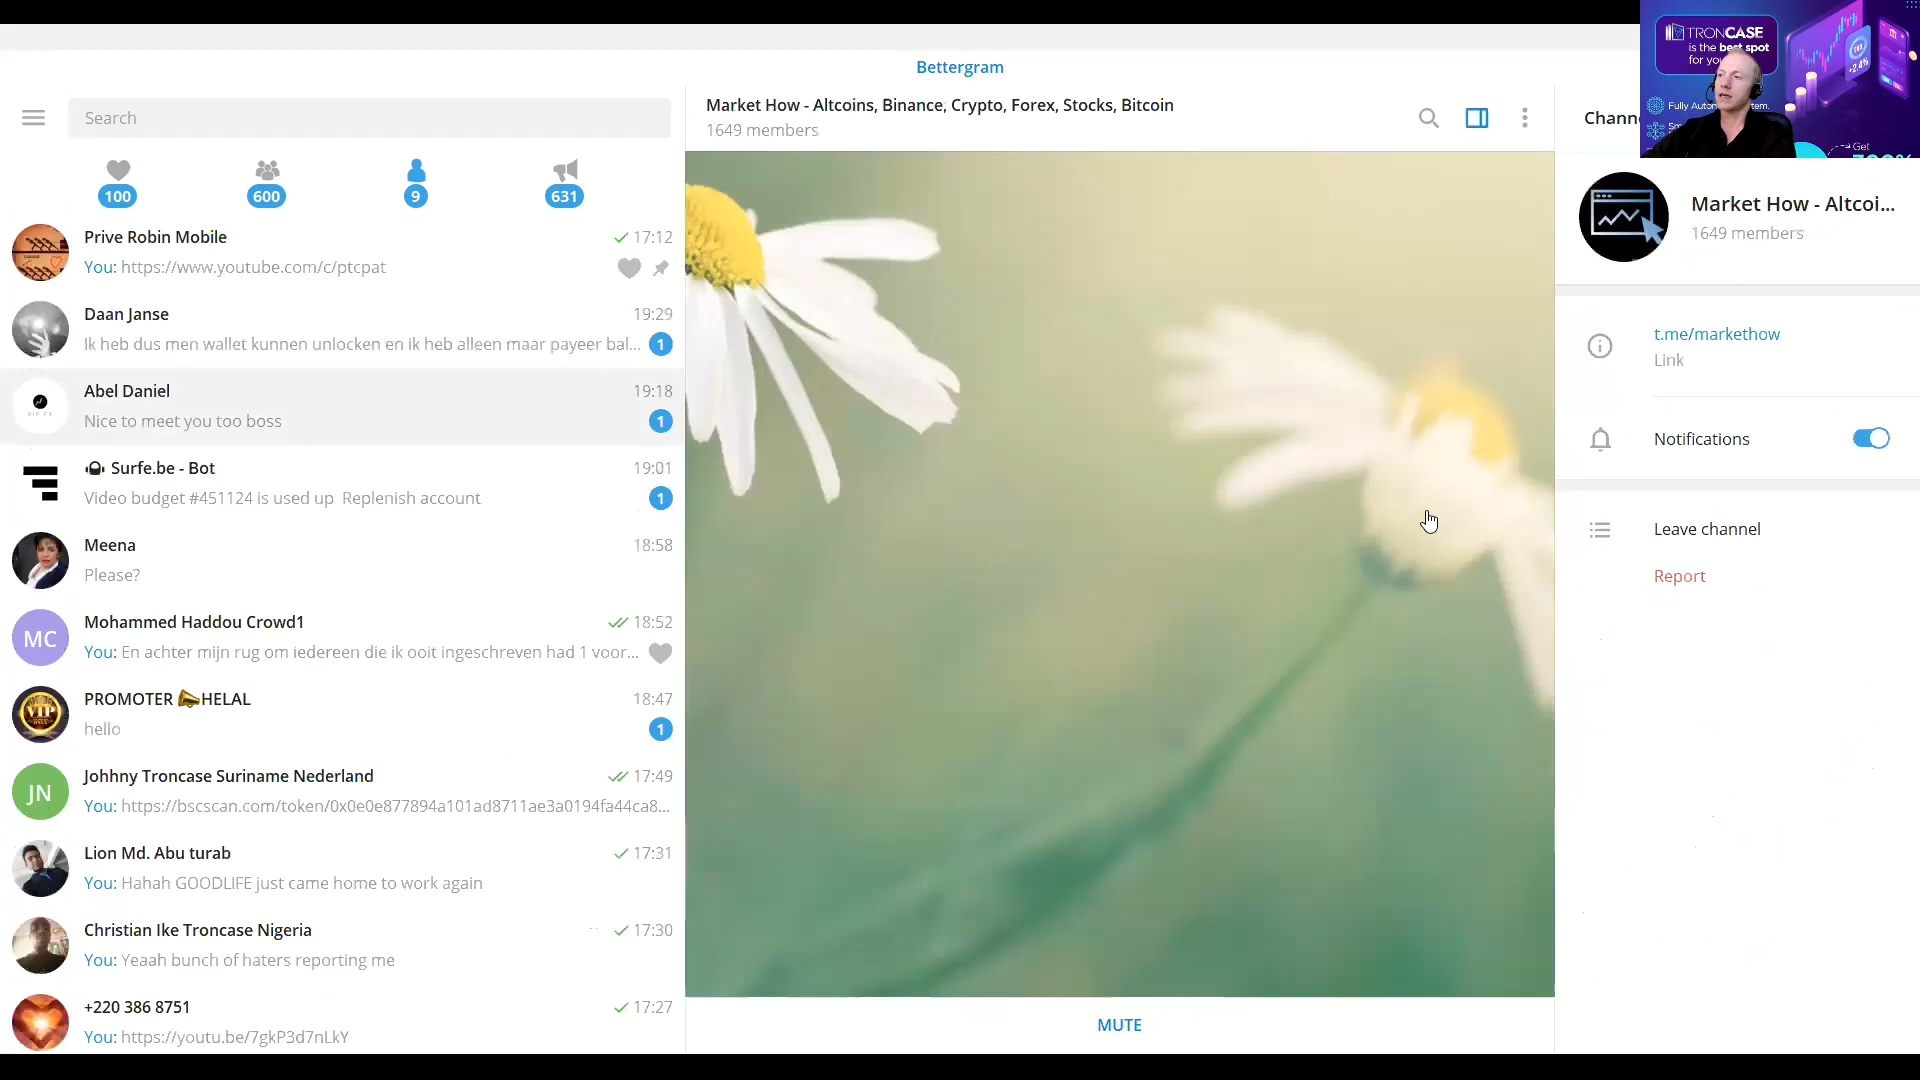 Bettergram
Search
100
600
9
631
Prive Robin Mobile
17:12
You: https://www.youtube.com/c/ptcpat
Daan Janse
19:29
Ik heb dus men wallet kunnen unlocken en ik heb alleen maar payeer bal...
1
Abel Daniel
19:18
Nice to meet you too boss
1
Surfe.be - Bot
19:01
Video budget #451124 is used up Replenish account
1
Meena
18:58
Please?
MC
Mohammed Haddou Crowd1
18:52
You: En achter mijn rug om iedereen die ik ooit ingeschreven had 1 voor...
VIP
PROMOTER HELAL
18:47
hello
1
JN
Johhny Troncase Suriname Nederland
17:49
You: https://bscscan.com/token/0x0e0e877894a101ad8711ae3a0194fa44ca8...
Lion Md. Abu turab
17:31
You: Hahah GOODLIFE just came home to work again
Christian Ike Troncase Nigeria
17:30
You: Yeaah bunch of haters reporting me
+220 386 8751
17:27
You: https://youtu.be/7gkP3d7nLkY
Market How - Altcoins, Binance, Crypto, Forex, Stocks, Bitcoin
1649 members
MUTE
TRONCASE
is the best spot
for
Fully
Get
Market How - Altcoi...
1649 members
t.me/markethow
Link
Notifications
Leave channel
Report